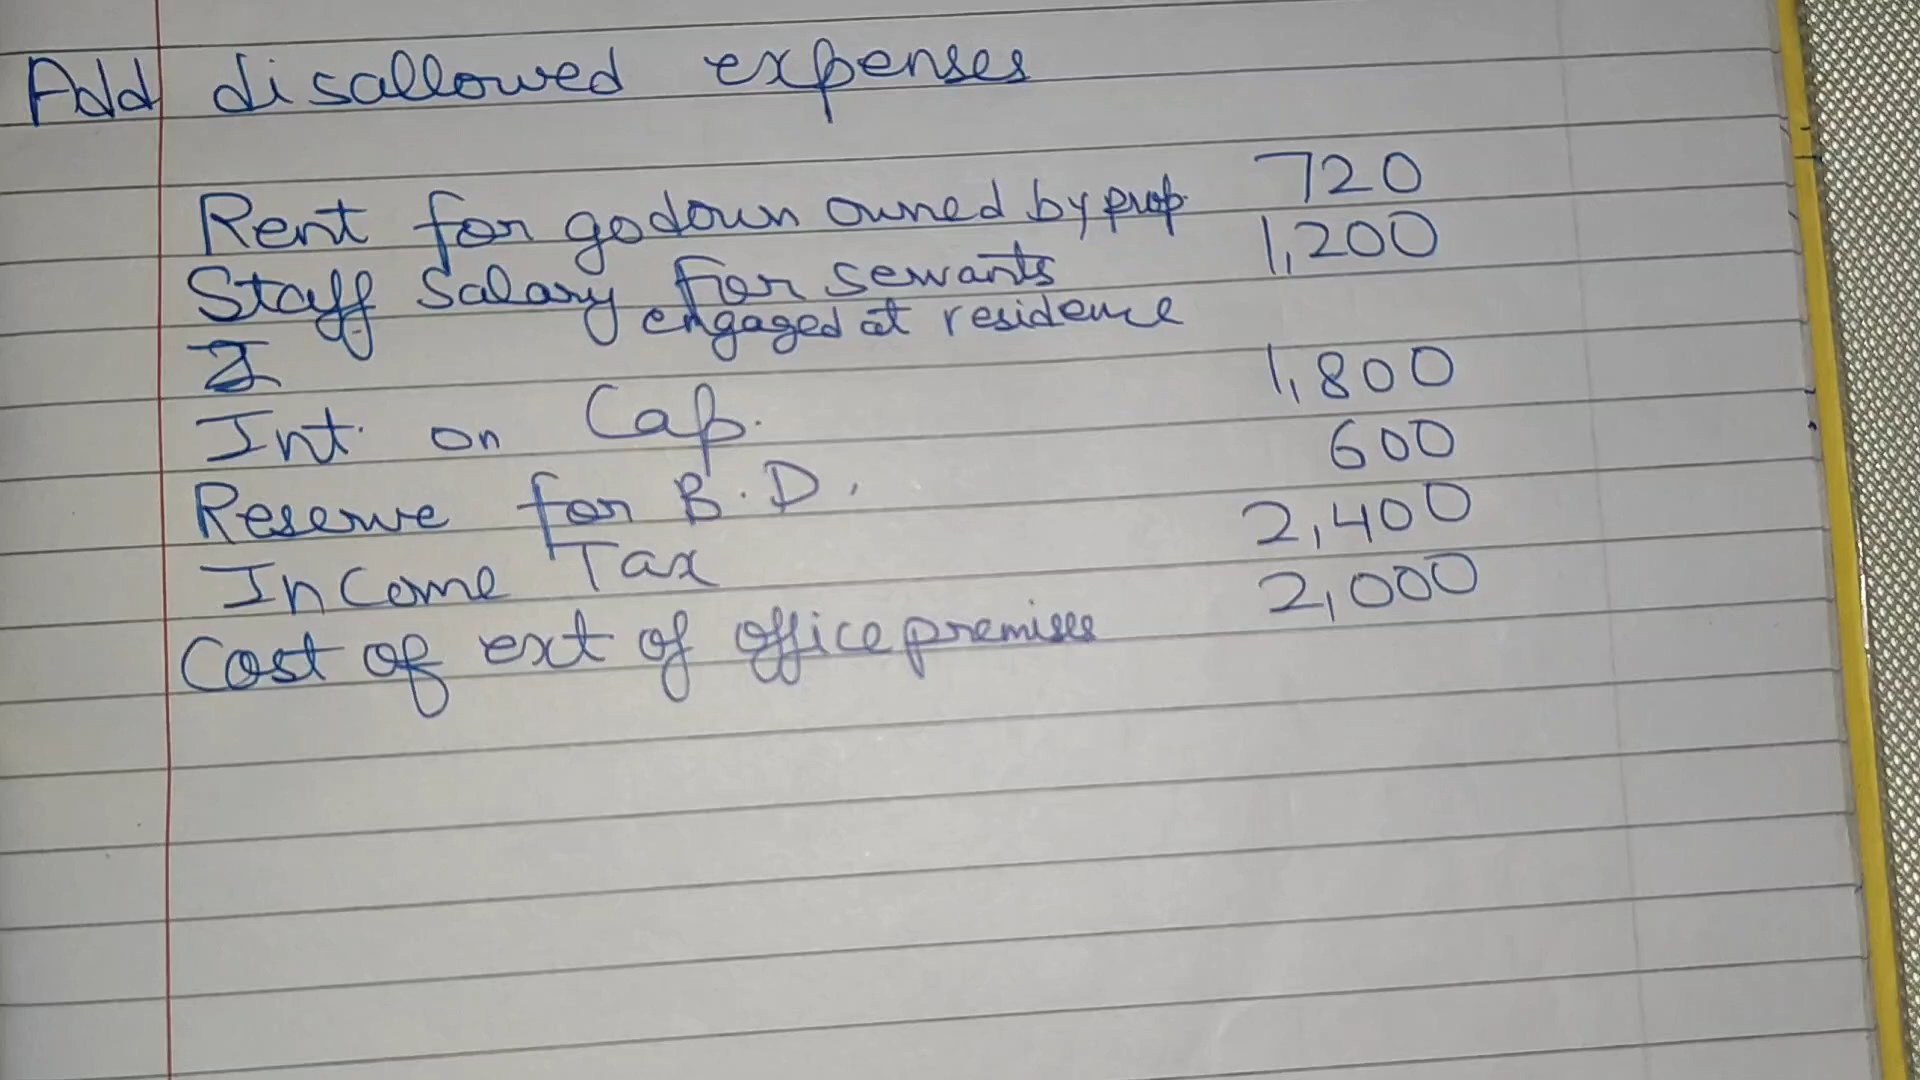 Add disallowed expenses
Rent for godown owned by prop. 720
Staff Salary for servants 1,200
engaged at residence
Int. on Cap. 1,800
Reserve for B.D. 600
Income Tax 2,400
Cost of ext of office premises 2,000